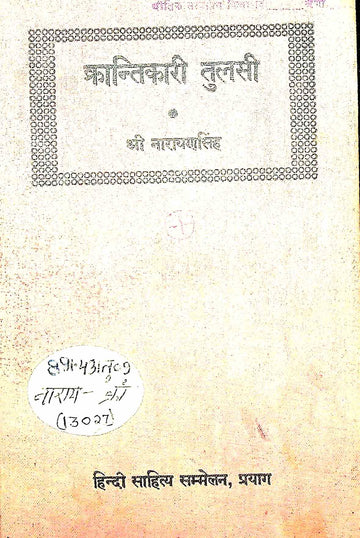 क्रान्तिकारी तुलसी
श्री नारायणसिंह
नाराय-क्रां
(13027)
हिन्दी साहित्य सम्मेलन, प्रयाग